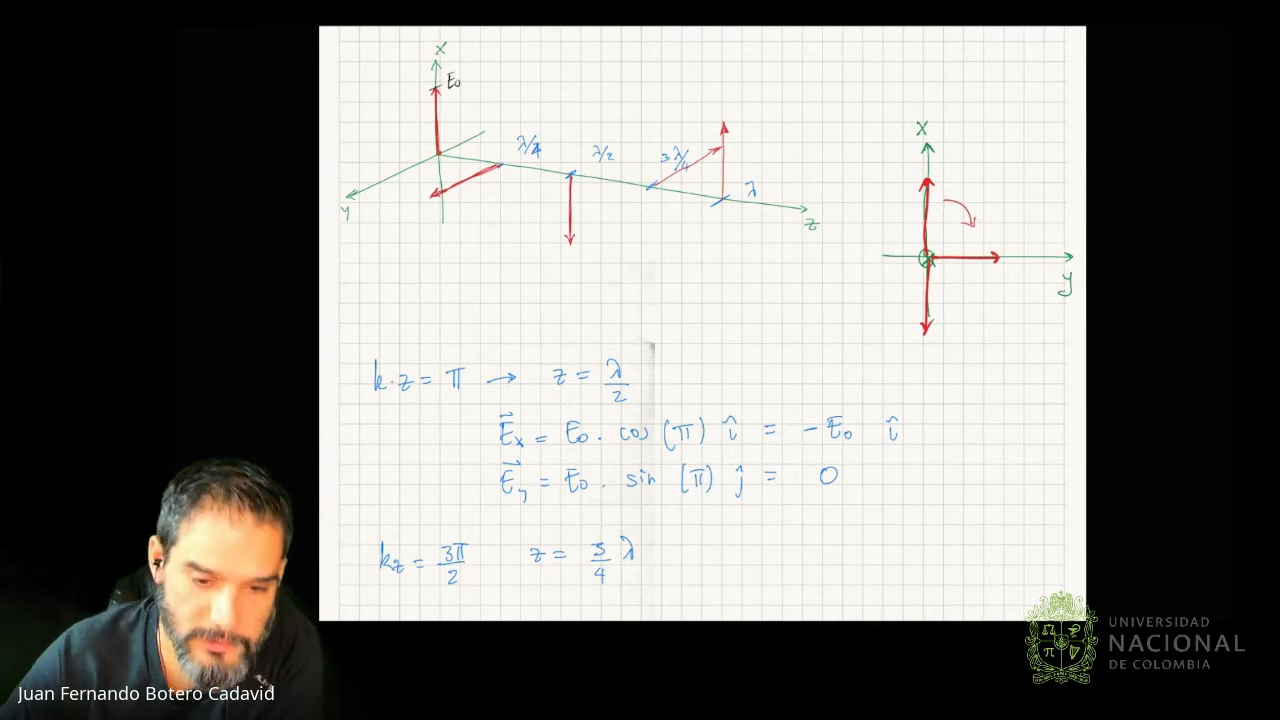 X
E₀
λ/4
λ/2
3λ/4
λ
y
z
X
y
k·z = π → z = λ/2
E⃗x = E₀ · cos (π) î = - E₀ î
E⃗y = E₀ · sin (π) ĵ = 0
kz = 3π/2 z = 3/4 λ
Juan Fernando Botero Cadavid
UNIVERSIDAD
NACIONAL
DE COLOMBIA